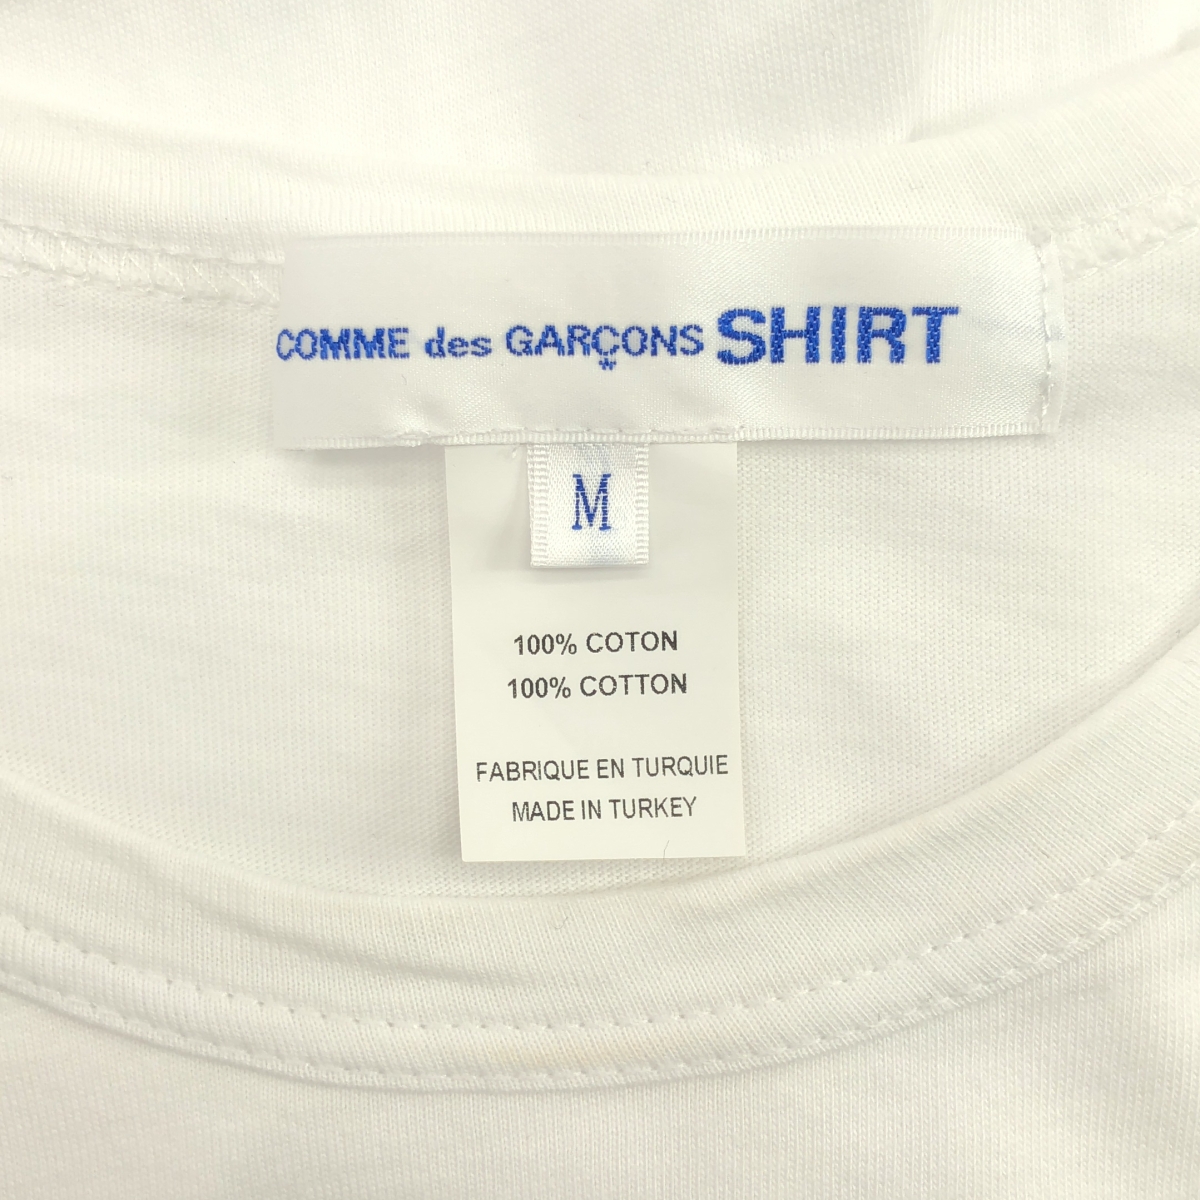 COMME des GARÇONS SHIRT
M
100% COTON
100% COTTON
FABRIQUE EN TURQUIE
MADE IN TURKEY